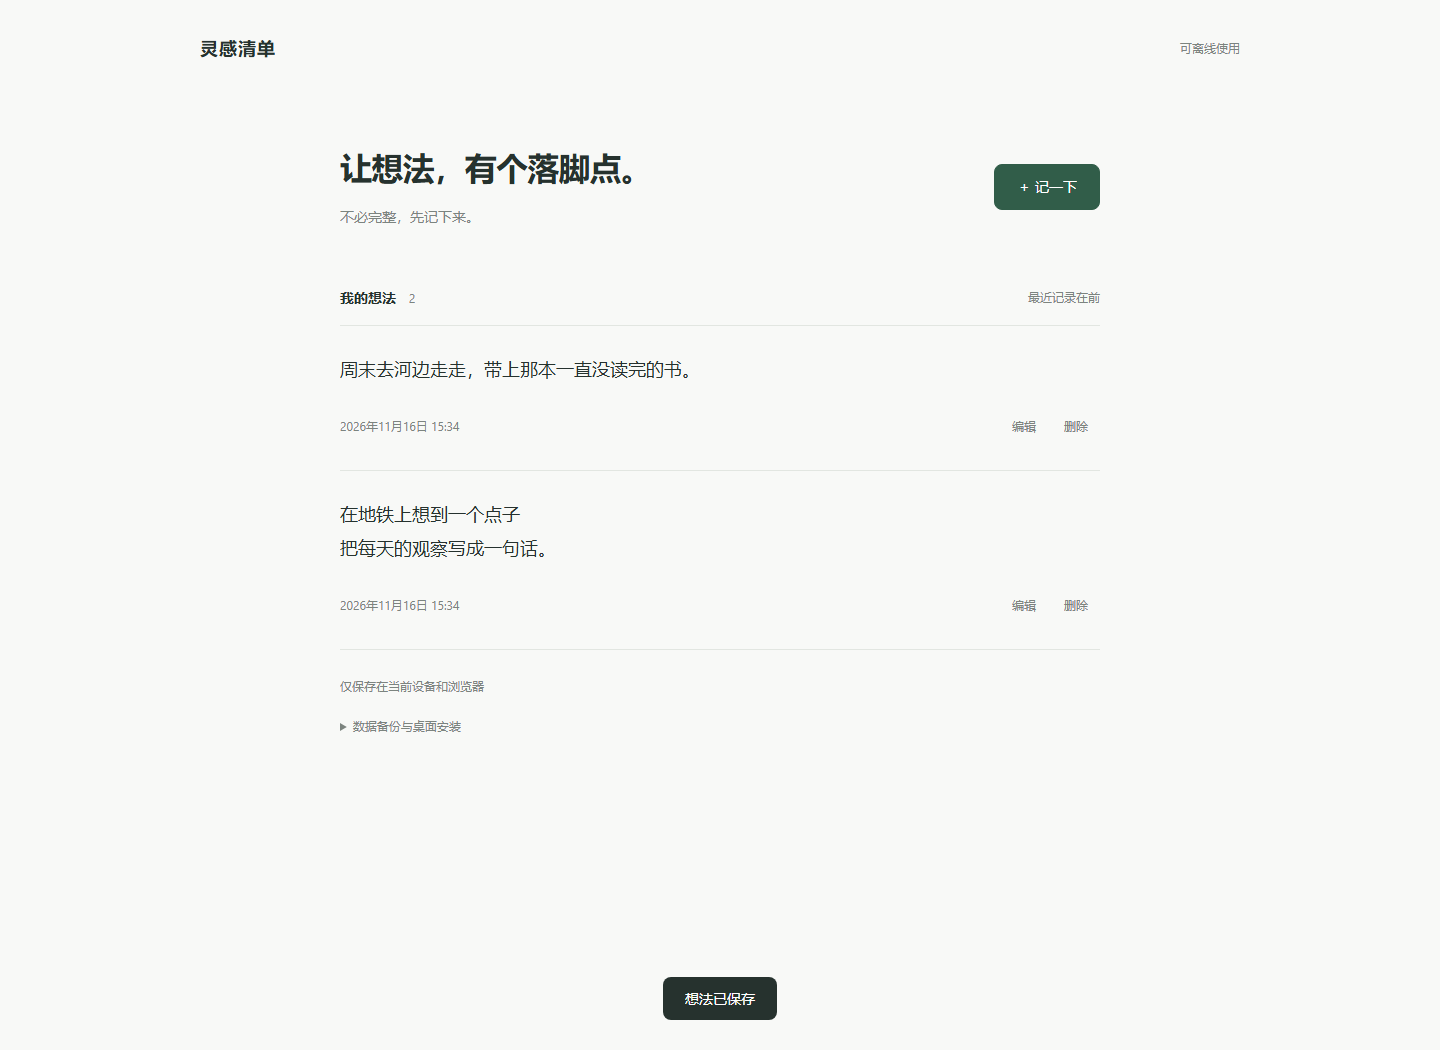 灵感清单
可离线使用
让想法，有个落脚点。
+ 记一下
不必完整，先记下来。
我的想法 2
最近记录在前
周末去河边走走，带上那本一直没读完的书。
2026年11月16日 15:34
编辑
删除
在地铁上想到一个点子
把每天的观察写成一句话。
2026年11月16日 15:34
编辑
删除
仅保存在当前设备和浏览器
数据备份与桌面安装
想法已保存